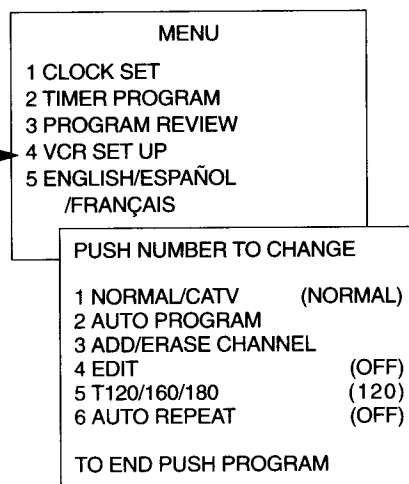 MENU
1 CLOCK SET
2 TIMER PROGRAM
3 PROGRAM REVIEW
4 VCR SET UP
5 ENGLISH/ESPAÑOL
/FRANÇAIS
PUSH NUMBER TO CHANGE
1 NORMAL/CATV (NORMAL)
2 AUTO PROGRAM
3 ADD/ERASE CHANNEL
4 EDIT (OFF)
5 T120/160/180 (120)
6 AUTO REPEAT (OFF)
TO END PUSH PROGRAM